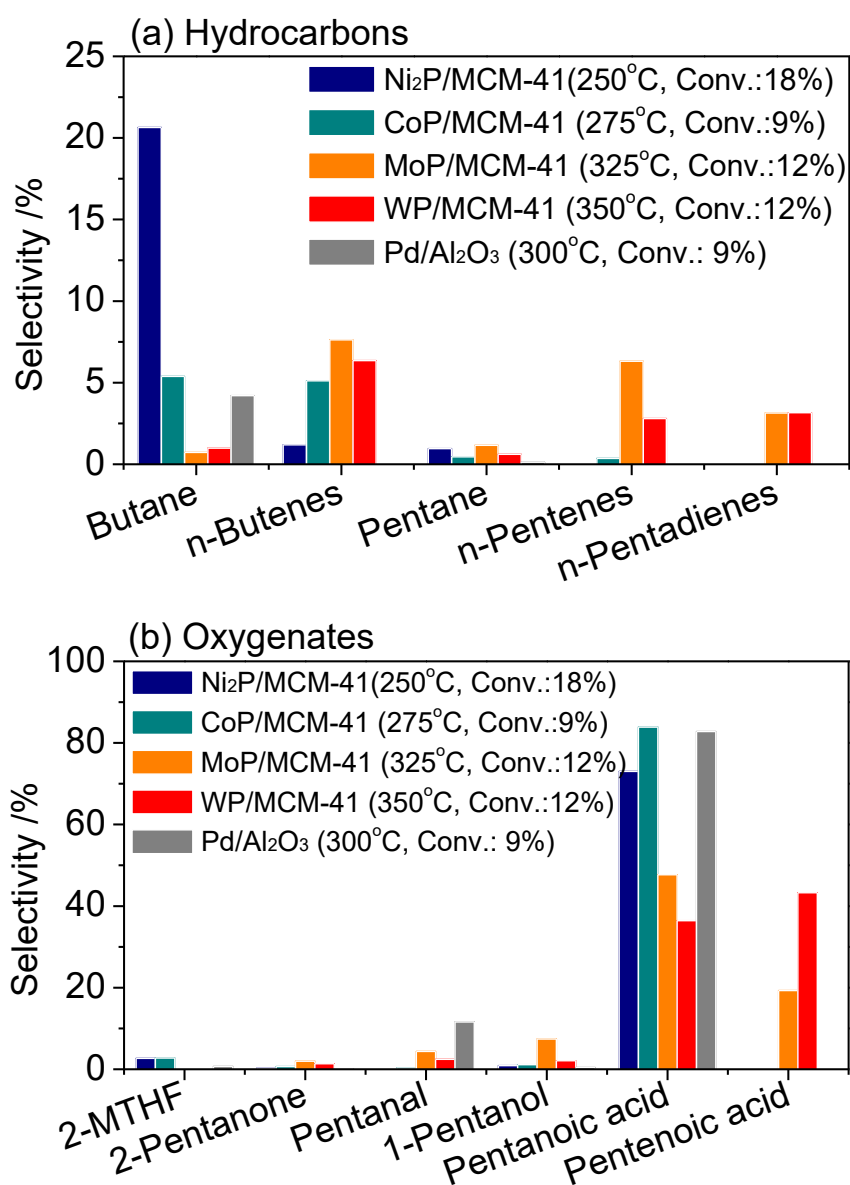 (a) Hydrocarbons
25
20
15
10
5
0
Selectivity /%
Ni₂P/MCM-41(250°C, Conv.:18%)
CoP/MCM-41 (275°C, Conv.:9%)
MoP/MCM-41 (325°C, Conv.:12%)
WP/MCM-41 (350°C, Conv.:12%)
Pd/Al₂O₃ (300°C, Conv.: 9%)
Butane
n-Butenes
Pentane
n-Pentenes
n-Pentadienes
(b) Oxygenates
100
80
60
40
20
0
Selectivity /%
Ni₂P/MCM-41(250°C, Conv.:18%)
CoP/MCM-41 (275°C, Conv.:9%)
MoP/MCM-41 (325°C, Conv.:12%)
WP/MCM-41 (350°C, Conv.:12%)
Pd/Al₂O₃ (300°C, Conv.: 9%)
2-MTHF
2-Pentanone
Pentanal
1-Pentanol
Pentanoic acid
Pentenoic acid